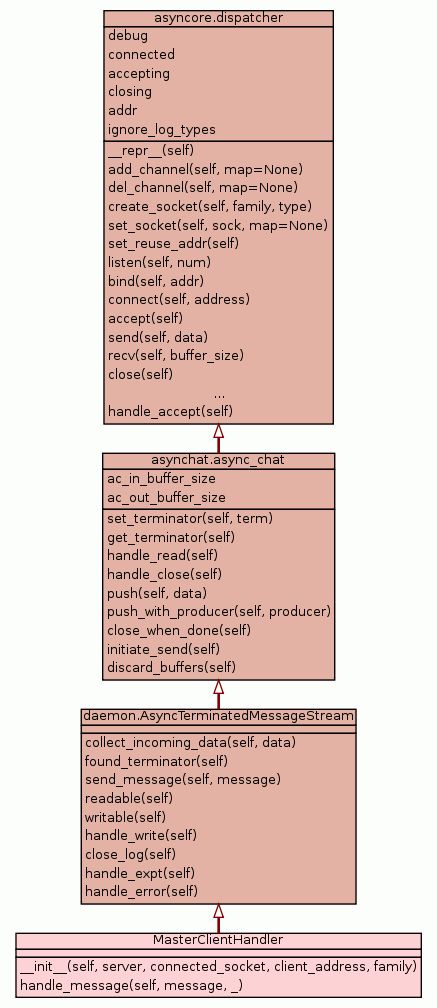 asyncore.dispatcher
debug
connected
accepting
closing
addr
ignore_log_types
__repr__(self)
add_channel(self, map=None)
del_channel(self, map=None)
create_socket(self, family, type)
set_socket(self, sock, map=None)
set_reuse_addr(self)
listen(self, num)
bind(self, addr)
connect(self, address)
accept(self)
send(self, data)
recv(self, buffer_size)
close(self)
...
handle_accept(self)
asynchat.async_chat
ac_in_buffer_size
ac_out_buffer_size
set_terminator(self, term)
get_terminator(self)
handle_read(self)
handle_close(self)
push(self, data)
push_with_producer(self, producer)
close_when_done(self)
initiate_send(self)
discard_buffers(self)
daemon.AsyncTerminatedMessageStream
collect_incoming_data(self, data)
found_terminator(self)
send_message(self, message)
readable(self)
writable(self)
handle_write(self)
close_log(self)
handle_expt(self)
handle_error(self)
MasterClientHandler
__init__(self, server, connected_socket, client_address, family)
handle_message(self, message, _)